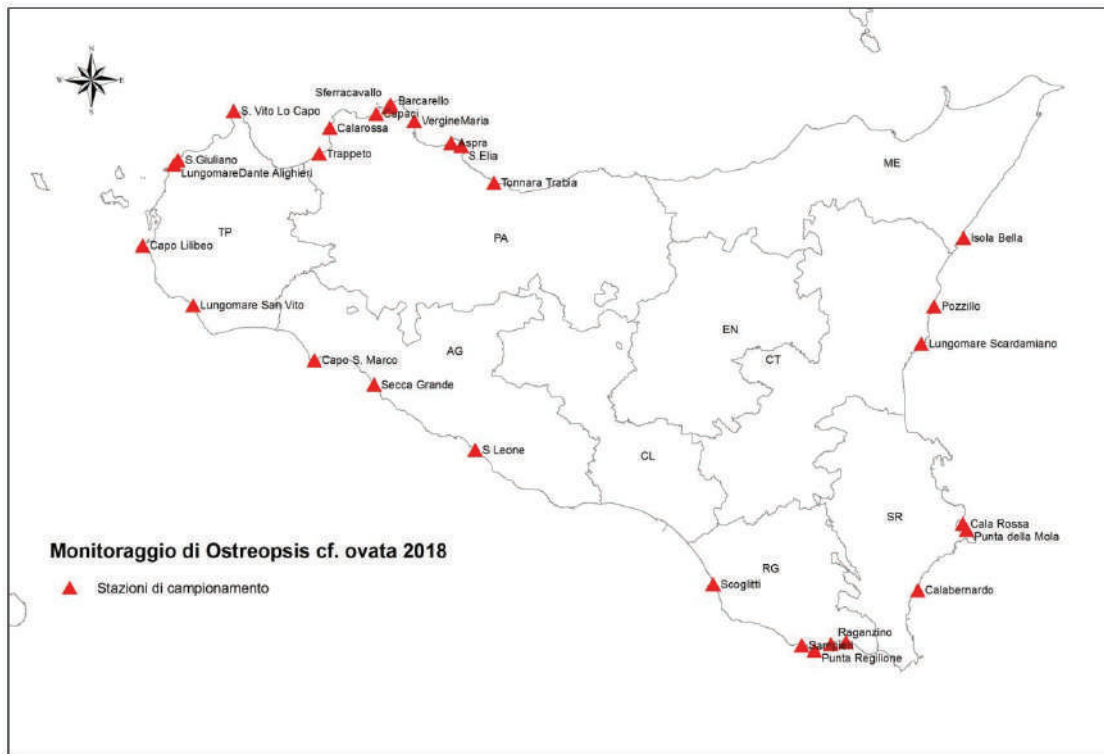 N
W
E
S
Sferracavallo
Barcarello
S. Vito Lo Capo
Capaci
VergineMaria
Calarossa
Aspra
S.Elia
Trappeto
S.Giuliano
LungomareDante Alighieri
Tonnara Trabia
ME
TP
PA
Isola Bella
Capo Lilibeo
Lungomare San Vito
Pozzillo
EN
Lungomare Scardamiano
AG
CT
Capo S. Marco
Secca Grande
S Leone
CL
SR
Cala Rossa
Punta della Mola
Monitoraggio di Ostreopsis cf. ovata 2018
Stazioni di campionamento
RG
Scoglitti
Calabernardo
Raganzino
Sampieri
Punta Regilione